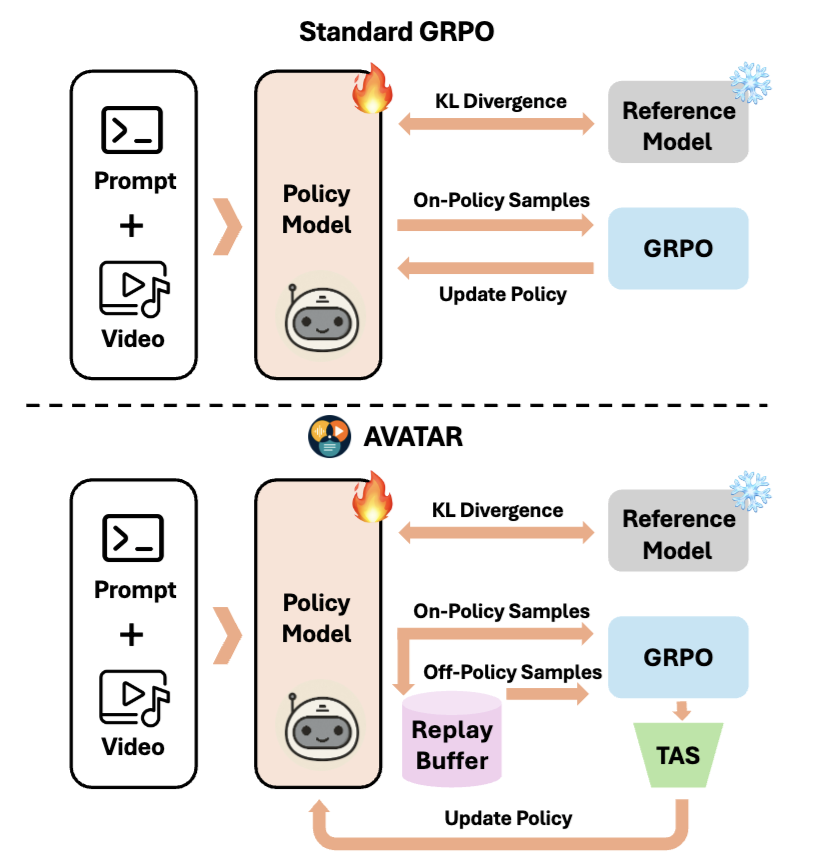 Standard GRPO
Prompt
+
Video
Policy
Model
KL Divergence
Reference
Model
On-Policy Samples
GRPO
Update Policy
AVATAR
Prompt
+
Video
Policy
Model
KL Divergence
Reference
Model
On-Policy Samples
GRPO
Off-Policy Samples
Replay
Buffer
TAS
Update Policy